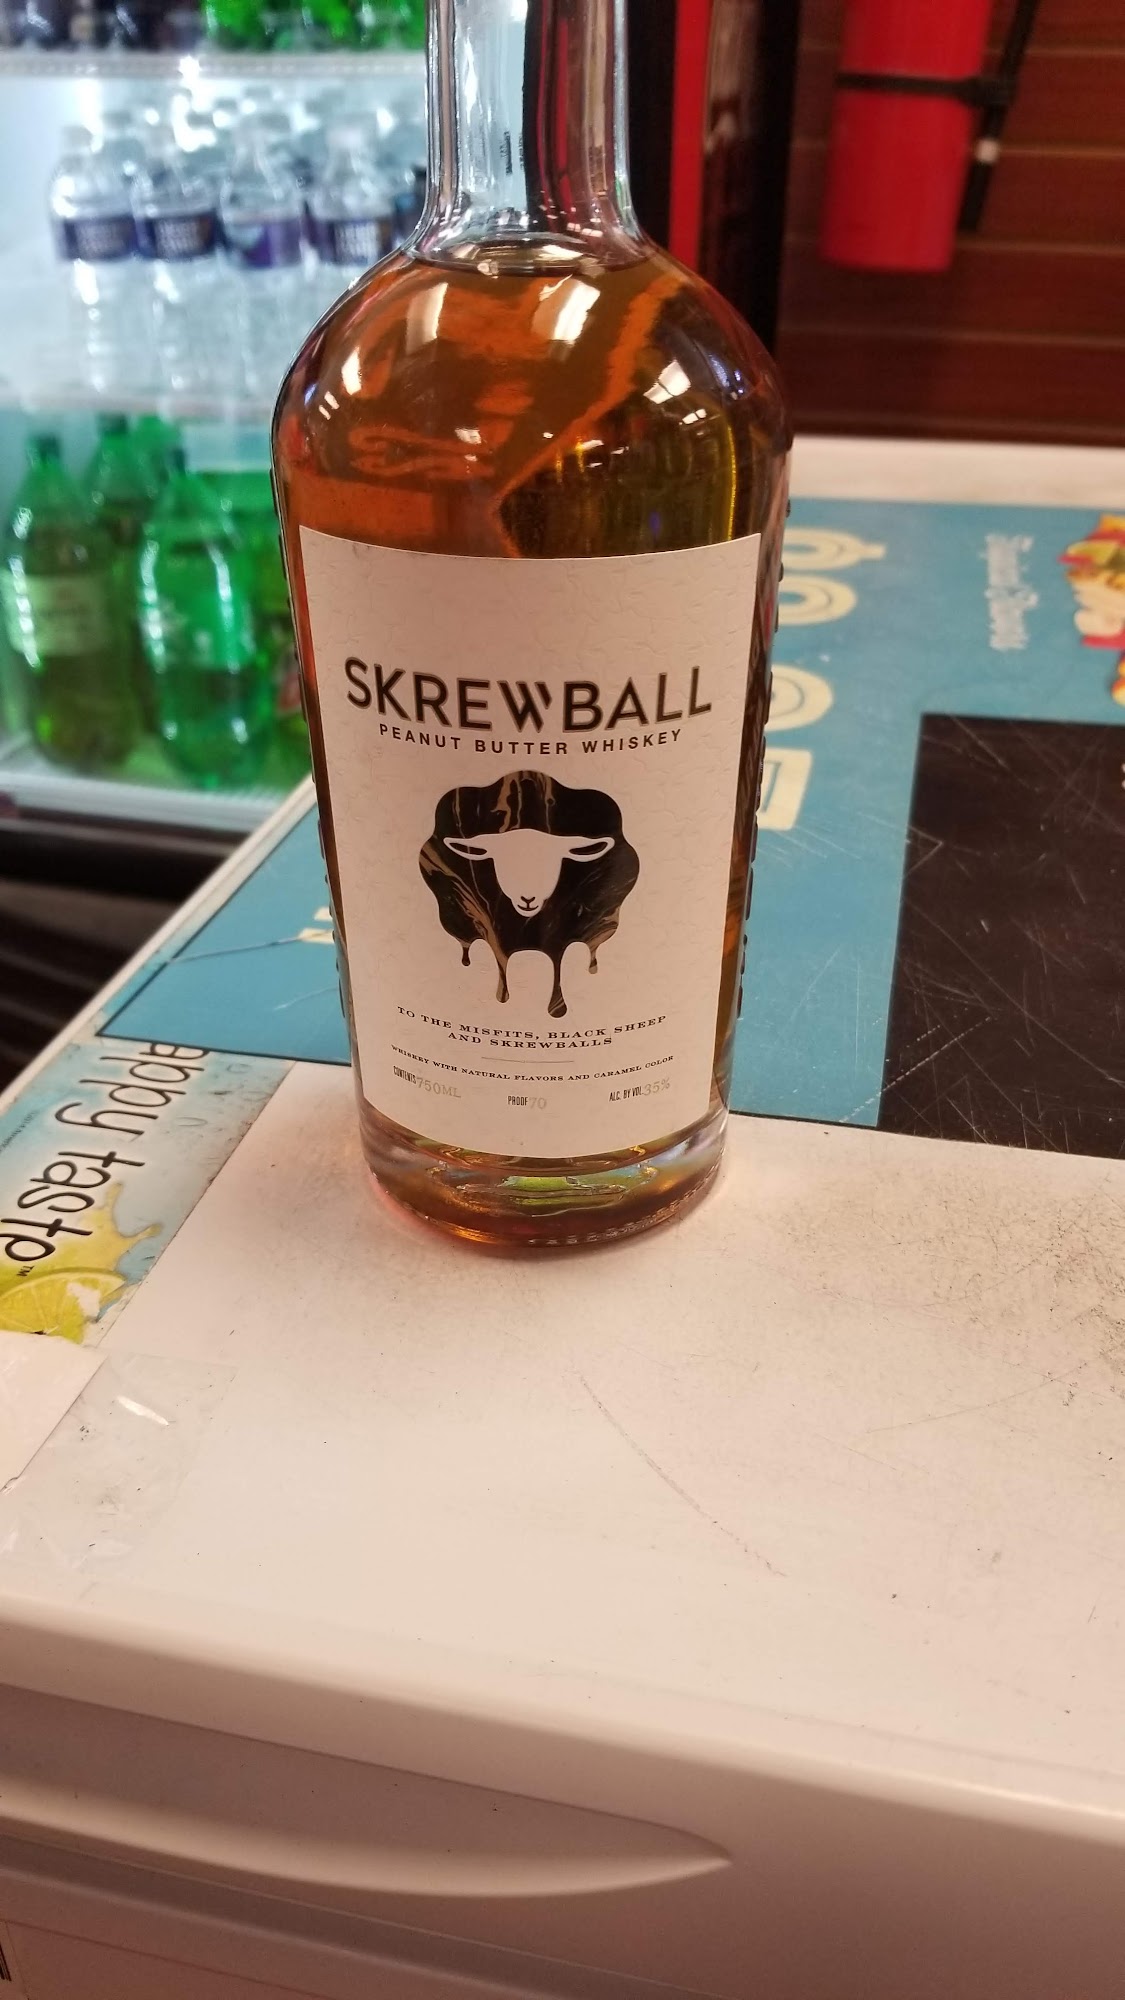 SKREWBALL
PEANUT BUTTER WHISKEY
TO THE MISFITS, BLACK SHEEP
AND SKREWBALLS
WHISKEY WITH NATURAL FLAVORS AND CARAMEL COLOR
CONTENTS 750ML PROOF 70 ALC. BY VOL. 35%
appy tastp™